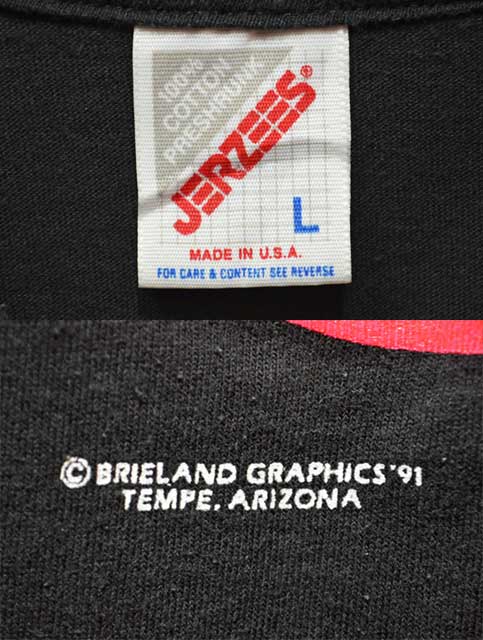 100%
COTTON
PRESHRUNK
JERZEES®
L
MADE IN U.S.A.
FOR CARE & CONTENT SEE REVERSE
© BRIELAND GRAPHICS '91
TEMPE, ARIZONA